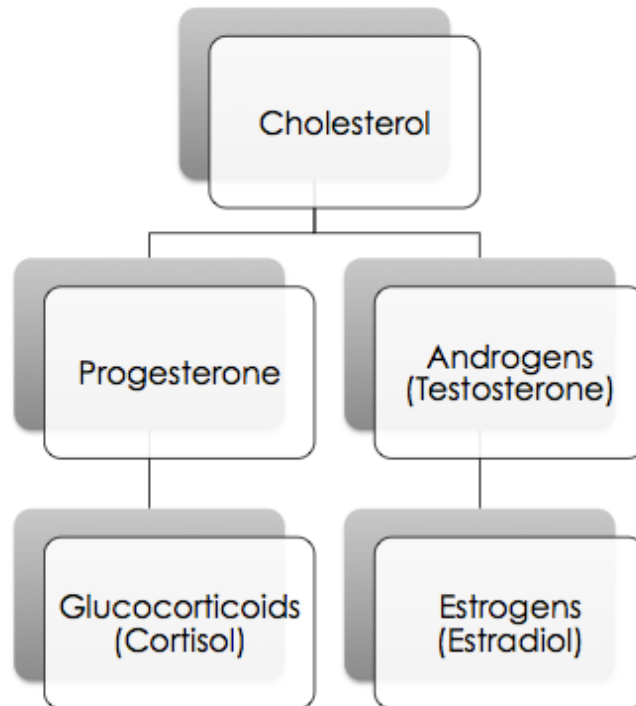 Cholesterol
Progesterone
Androgens
(Testosterone)
Glucocorticoids
(Cortisol)
Estrogens
(Estradiol)